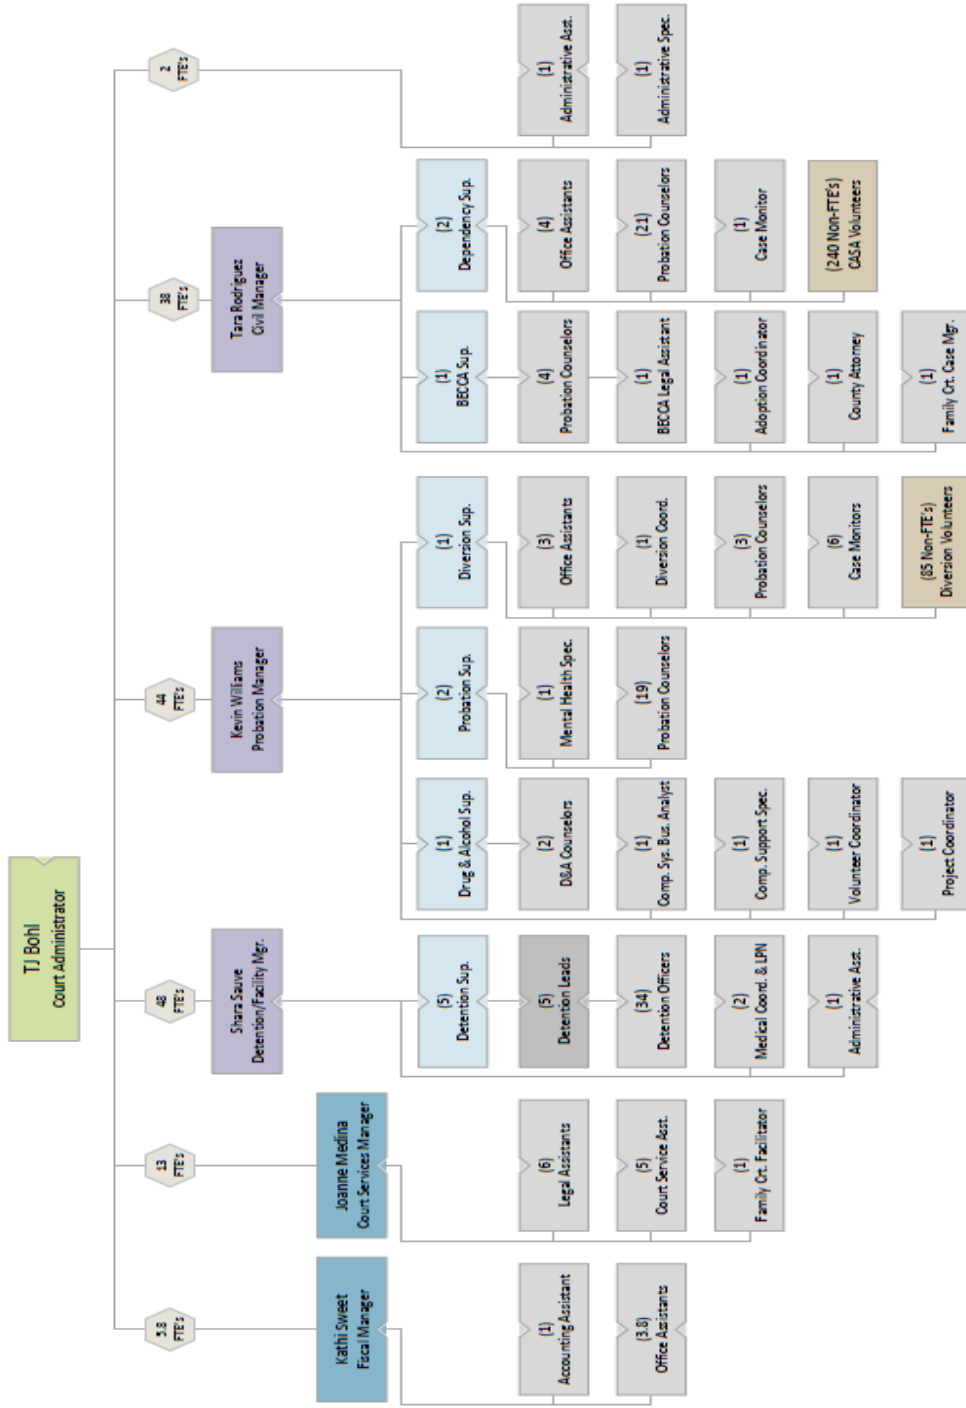 TJ Bohl
Court Administrator
5.8
FTE's
13
FTE's
48
FTE's
44
FTE's
38
FTE's
2
FTE's
Kathi Sweet
Fiscal Manager
(1)
Accounting Assistant
(3.8)
Office Assistants
Joanne Medina
Court Services Manager
(6)
Legal Assistants
(5)
Court Service Asst.
(1)
Family Crt. Facilitator
Shara Sauve
Detention/Facility Mgr.
(5)
Detention Sup.
(5)
Detention Leads
(34)
Detention Officers
(2)
Medical Coord. & LPN
(1)
Administrative Asst.
Kevin Williams
Probation Manager
(1)
Drug & Alcohol Sup.
(2)
D&A Counselors
(1)
Comp. Sys. Bus. Analyst
(1)
Comp. Support Spec.
(1)
Volunteer Coordinator
(1)
Project Coordinator
(2)
Probation Sup.
(1)
Mental Health Spec.
(19)
Probation Counselors
(1)
Diversion Sup.
(3)
Office Assistants
(1)
Diversion Coord.
(3)
Probation Counselors
(6)
Case Monitors
(85 Non-FTE's)
Diversion Volunteers
Tara Rodriguez
Civil Manager
(1)
BECCA Sup.
(4)
Probation Counselors
(1)
BECCA Legal Assistant
(1)
Adoption Coordinator
(1)
County Attorney
(1)
Family Crt. Case Mgr.
(2)
Dependency Sup.
(4)
Office Assistants
(21)
Probation Counselors
(1)
Case Monitor
(240 Non-FTE's)
CASA Volunteers
(1)
Administrative Asst.
(1)
Administrative Spec.